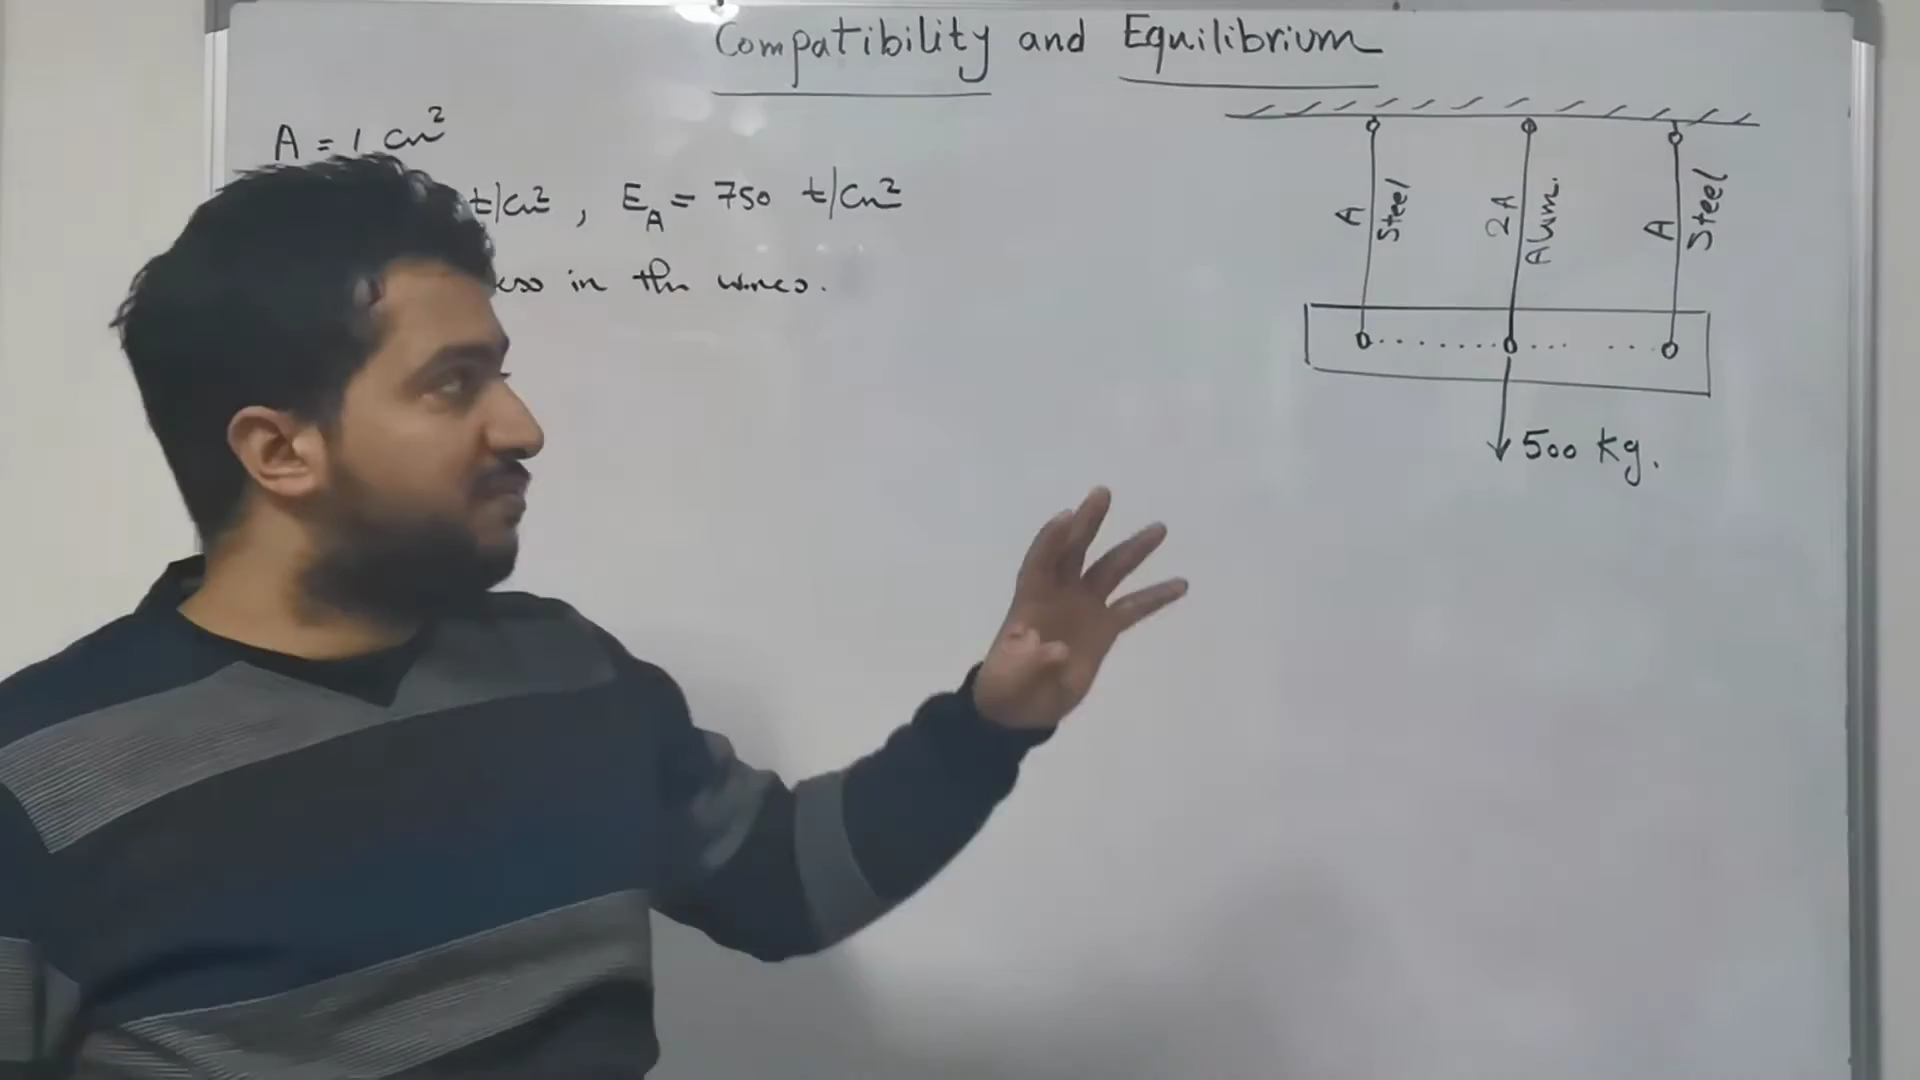 Compatibility and Equilibrium
A = 1 cm²
t/cm² , E_A = 750 t/cm²
in the wires.
A Steel
2A Alum.
A Steel
500 kg.